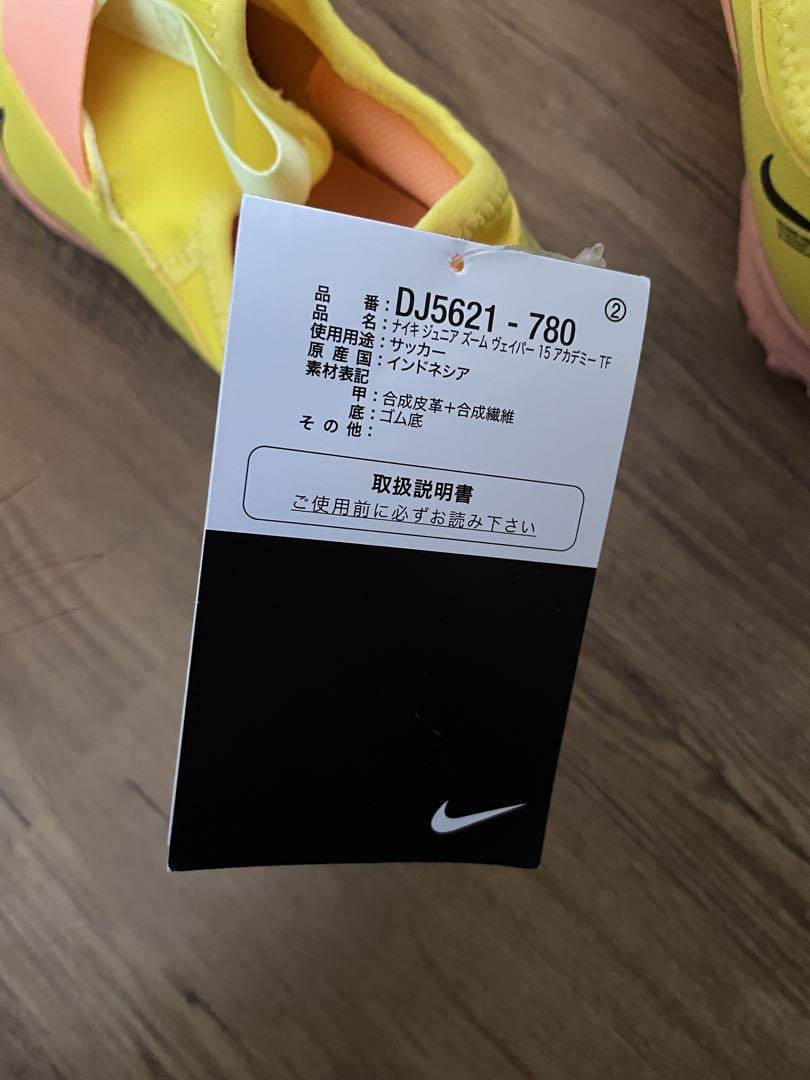 ②
品番：DJ5621 - 780
品名：ナイキ ジュニア ズーム ヴェイパー 15 アカデミー TF
使用用途：サッカー
原産国：インドネシア
素材表記
甲：合成皮革＋合成繊維
底：ゴム底
その他：
取扱説明書
ご使用前に必ずお読み下さい